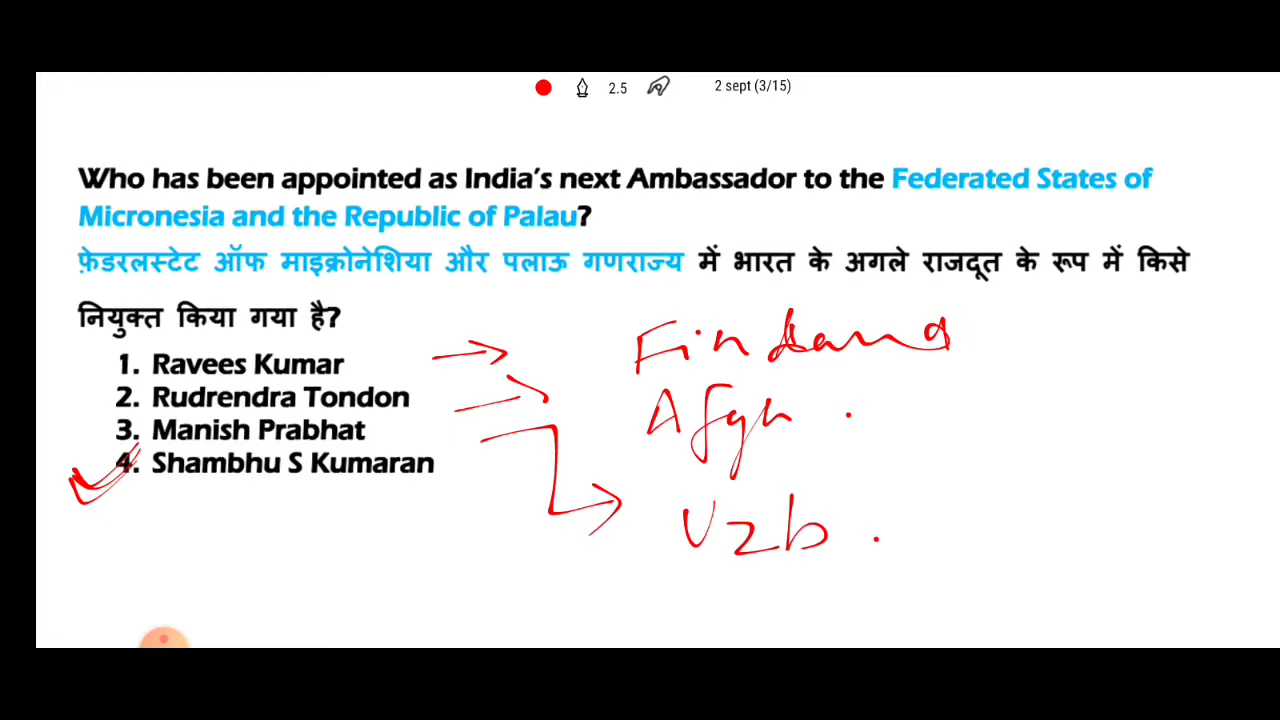 2.5 2 sept (3/15)
Who has been appointed as India's next Ambassador to the Federated States of
Micronesia and the Republic of Palau?
फ़ेडरलस्टेट ऑफ माइक्रोनेशिया और पलाऊ गणराज्य में भारत के अगले राजदूत के रूप में किसे
नियुक्त किया गया है?
1. Ravees Kumar
2. Rudrendra Tondon
3. Manish Prabhat
4. Shambhu S Kumaran
Finland
Afgh .
Uzb .